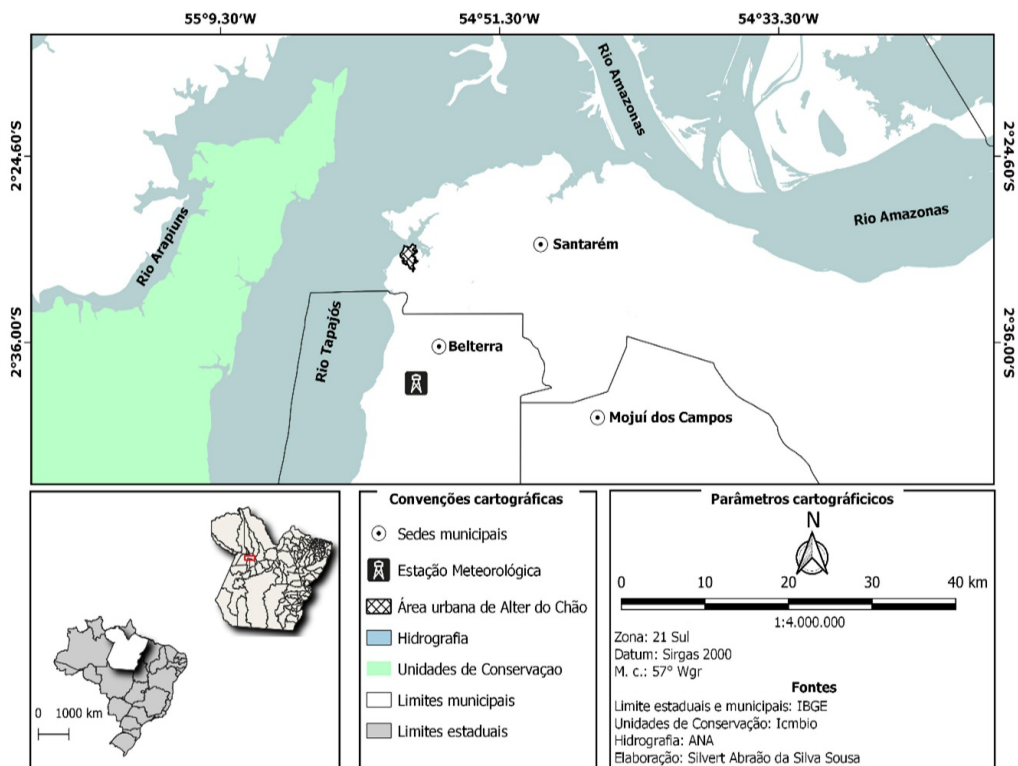 55°9.30'W
54°51.30'W
54°33.30'W
2°24.60'S
2°24.60'S
2°36.00'S
2°36.00'S
Rio Amazonas
Rio Amazonas
Rio Arapiuns
Santarém
Rio Tapajós
Belterra
Mojuí dos Campos
0 1000 km
Convenções cartográficas
Sedes municipais
Estação Meteorológica
Área urbana de Alter do Chão
Hidrografia
Unidades de Conservaçao
Limites municipais
Limites estaduais
Parâmetros cartográficicos
N
0 10 20 30 40 km
1:4.000.000
Zona: 21 Sul
Datum: Sirgas 2000
M. c.: 57° Wgr
Fontes
Limite estaduais e municipais: IBGE
Unidades de Conservação: Icmbio
Hidrografia: ANA
Elaboração: Silvert Abraão da Silva Sousa